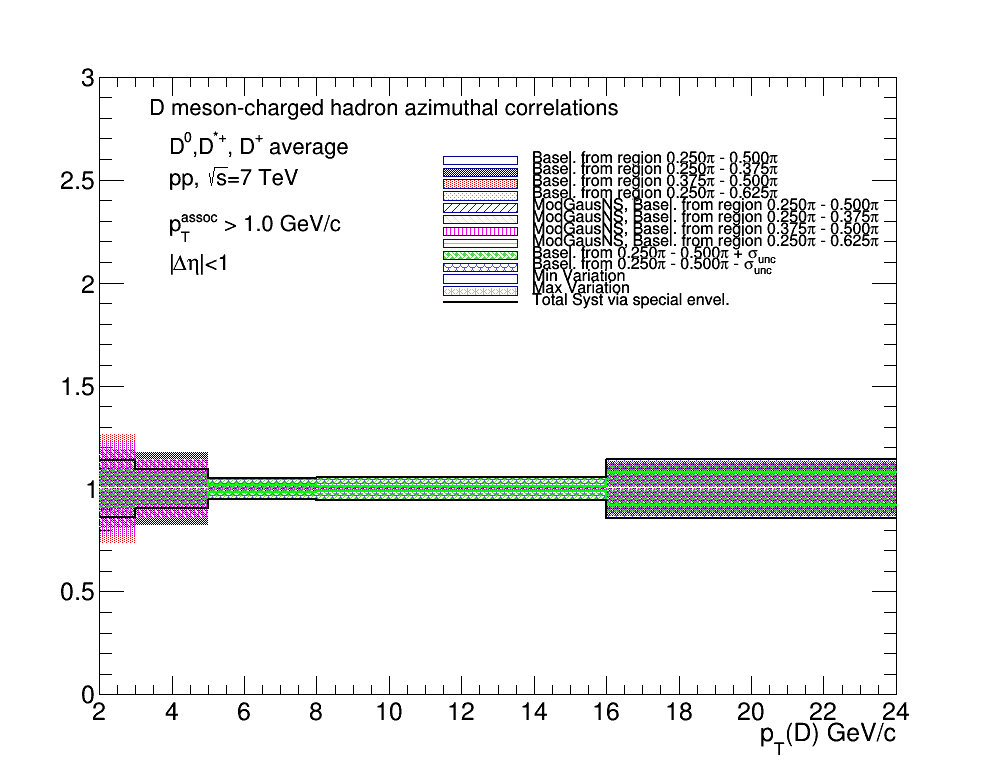 D meson-charged hadron azimuthal correlations
D⁰,D*⁺, D⁺ average
pp, √s=7 TeV
p_T^assoc > 1.0 GeV/c
|Δη|<1
Basel. from region 0.250π - 0.500π
Basel. from region 0.250π - 0.375π
Basel. from region 0.375π - 0.500π
Basel. from region 0.250π - 0.625π
ModGausNS, Basel. from region 0.250π - 0.500π
ModGausNS, Basel. from region 0.250π - 0.375π
ModGausNS, Basel. from region 0.375π - 0.500π
ModGausNS, Basel. from region 0.250π - 0.625π
Basel. from 0.250π - 0.500π + σ_unc
Basel. from 0.250π - 0.500π - σ_unc
Min Variation
Max Variation
Total Syst via special envel.
3
2.5
2
1.5
1
0.5
0
2 4 6 8 10 12 14 16 18 20 22 24
p_T(D) GeV/c